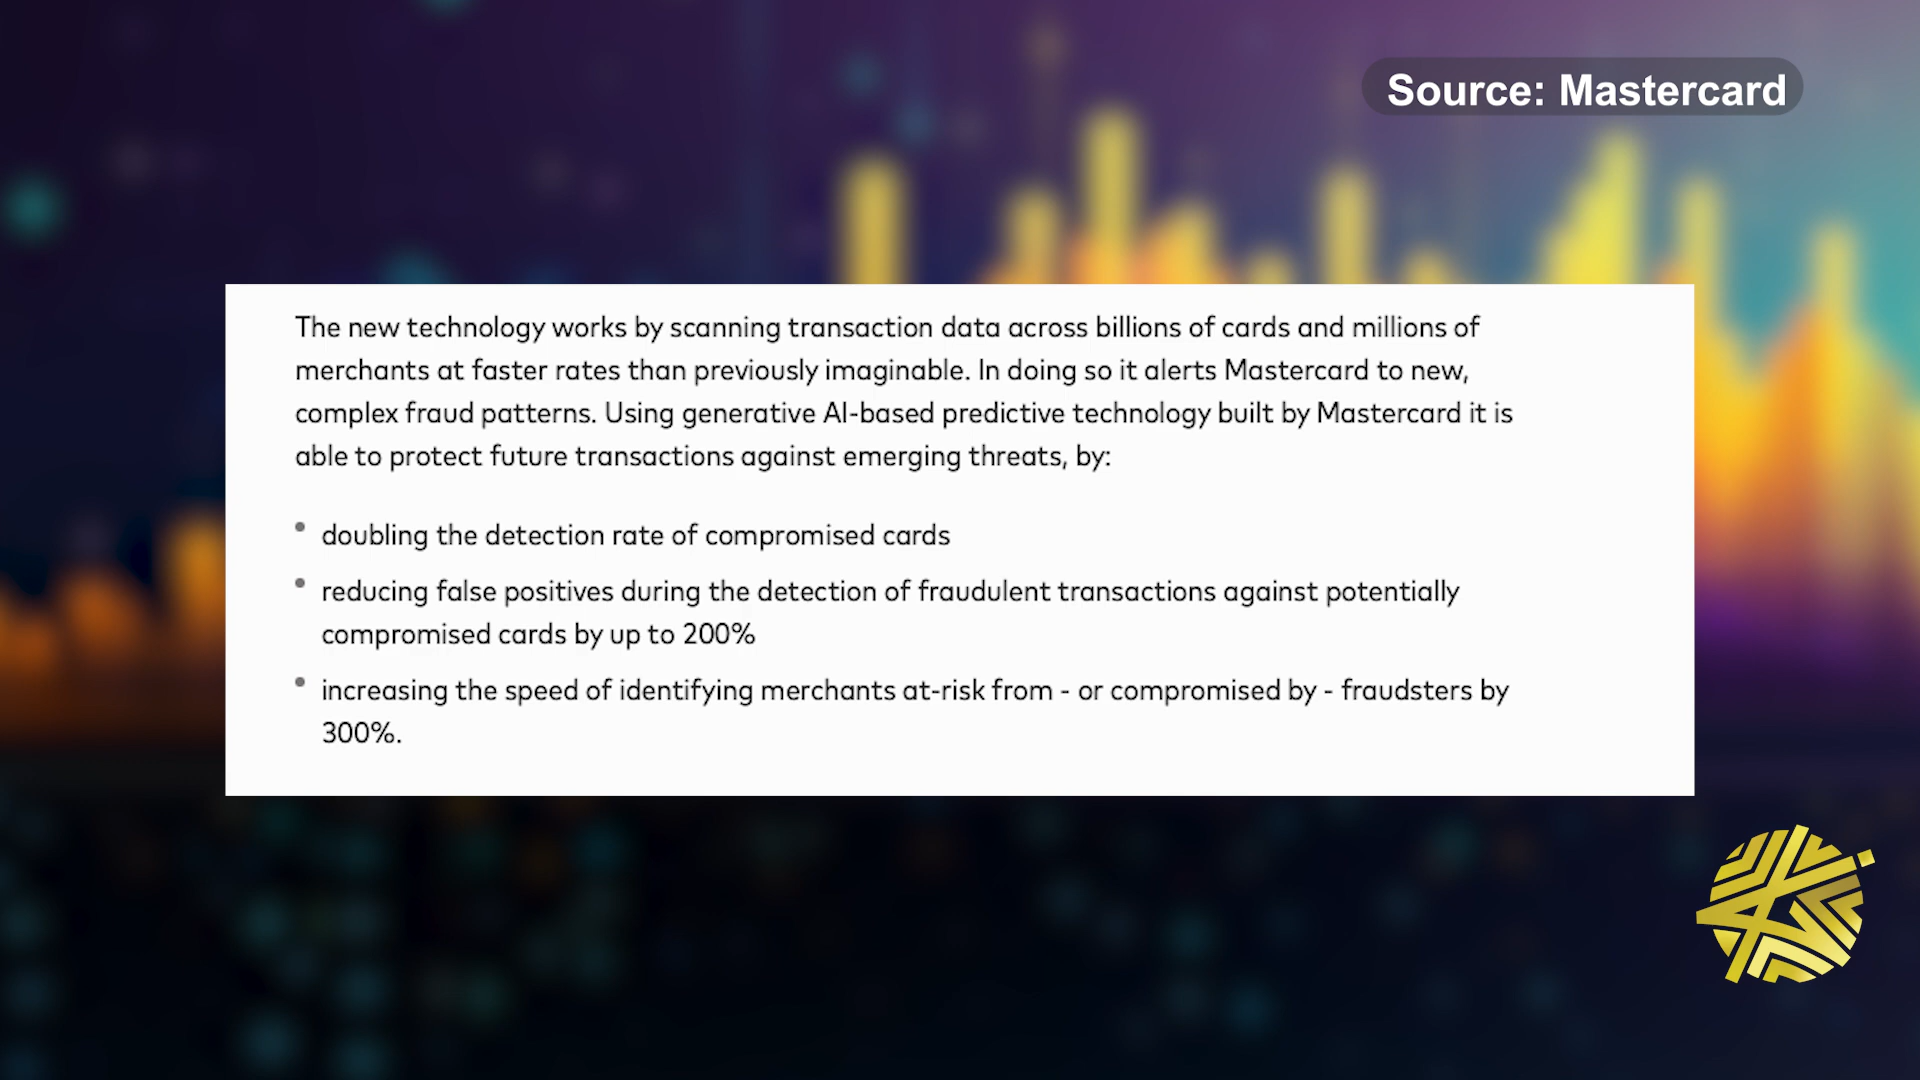 Source: Mastercard
The new technology works by scanning transaction data across billions of cards and millions of
merchants at faster rates than previously imaginable. In doing so it alerts Mastercard to new,
complex fraud patterns. Using generative AI-based predictive technology built by Mastercard it is
able to protect future transactions against emerging threats, by:
• doubling the detection rate of compromised cards
• reducing false positives during the detection of fraudulent transactions against potentially
compromised cards by up to 200%
• increasing the speed of identifying merchants at-risk from - or compromised by - fraudsters by
300%.